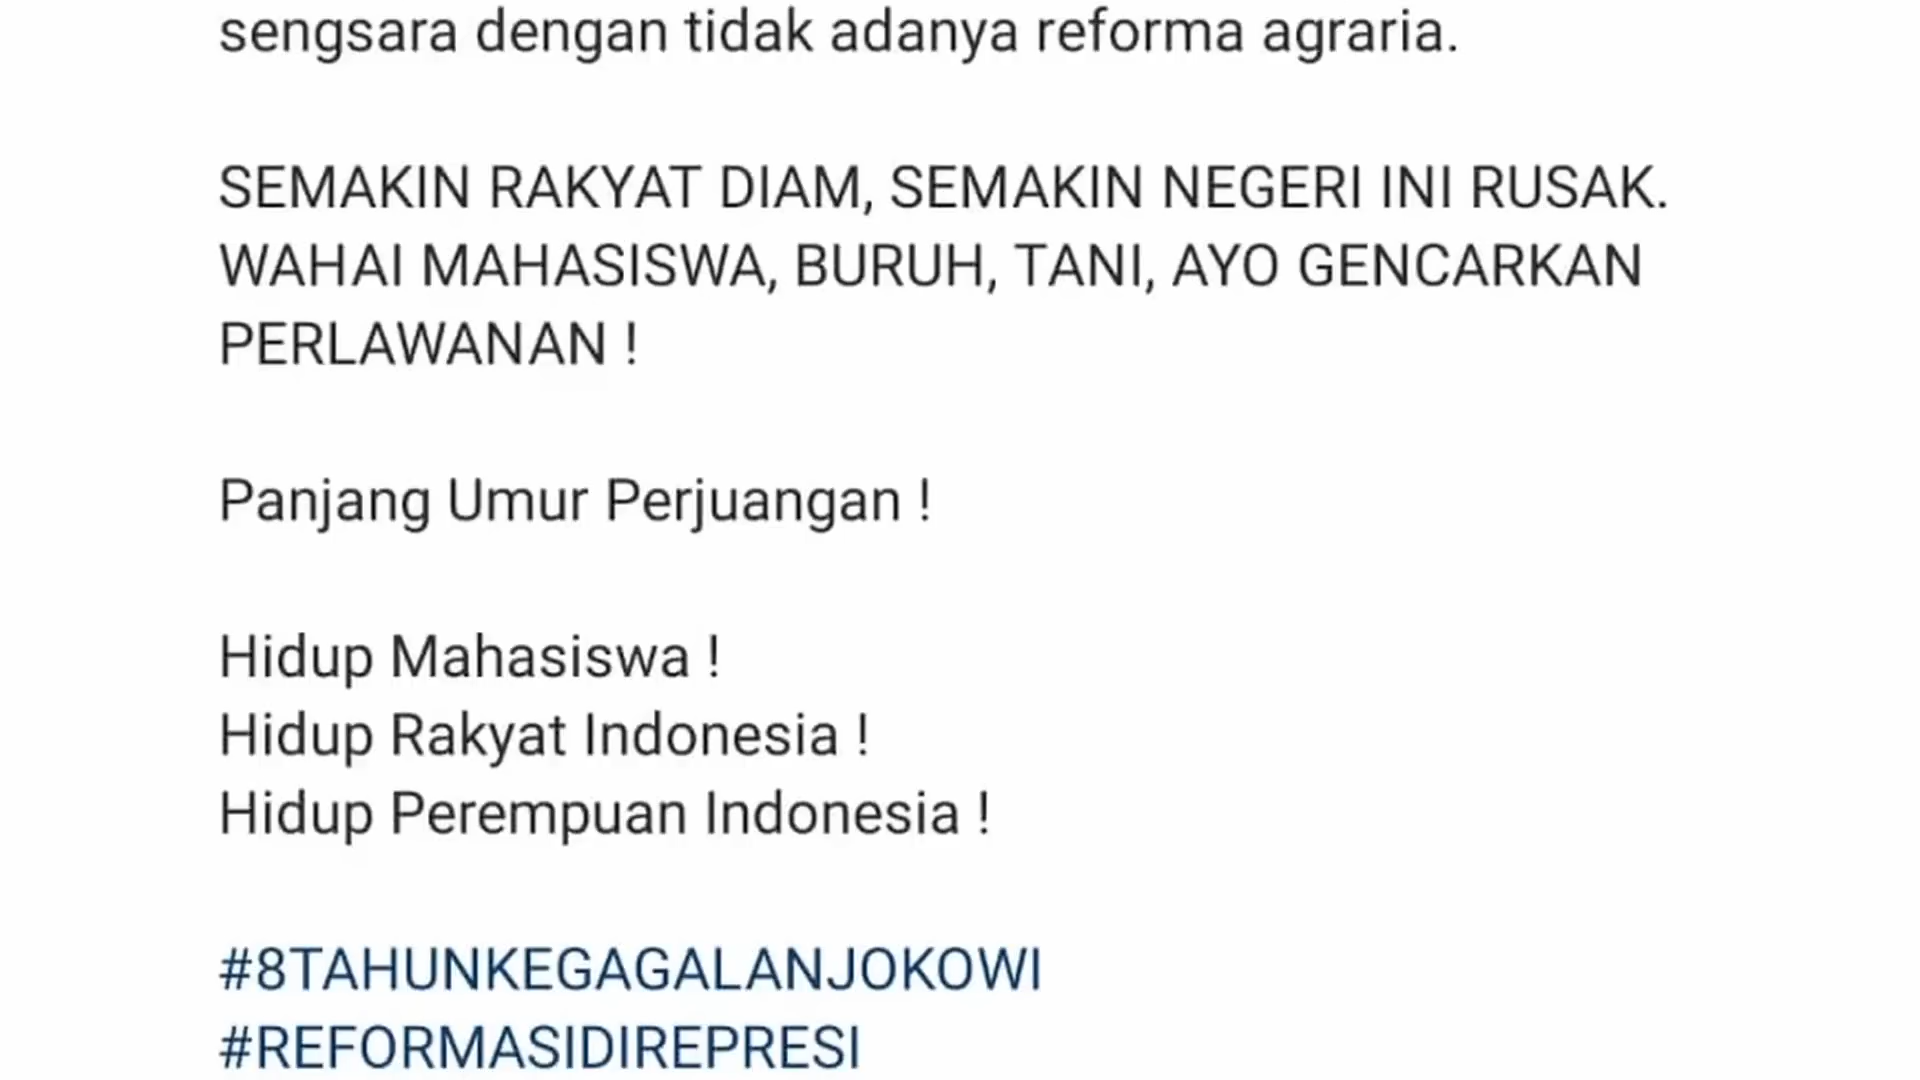 sengsara dengan tidak adanya reforma agraria.
SEMAKIN RAKYAT DIAM, SEMAKIN NEGERI INI RUSAK.
WAHAI MAHASISWA, BURUH, TANI, AYO GENCARKAN
PERLAWANAN !
Panjang Umur Perjuangan !
Hidup Mahasiswa !
Hidup Rakyat Indonesia !
Hidup Perempuan Indonesia !
#8TAHUNKEGAGALANJOKOWI
#REFORMASIDIREPRESI